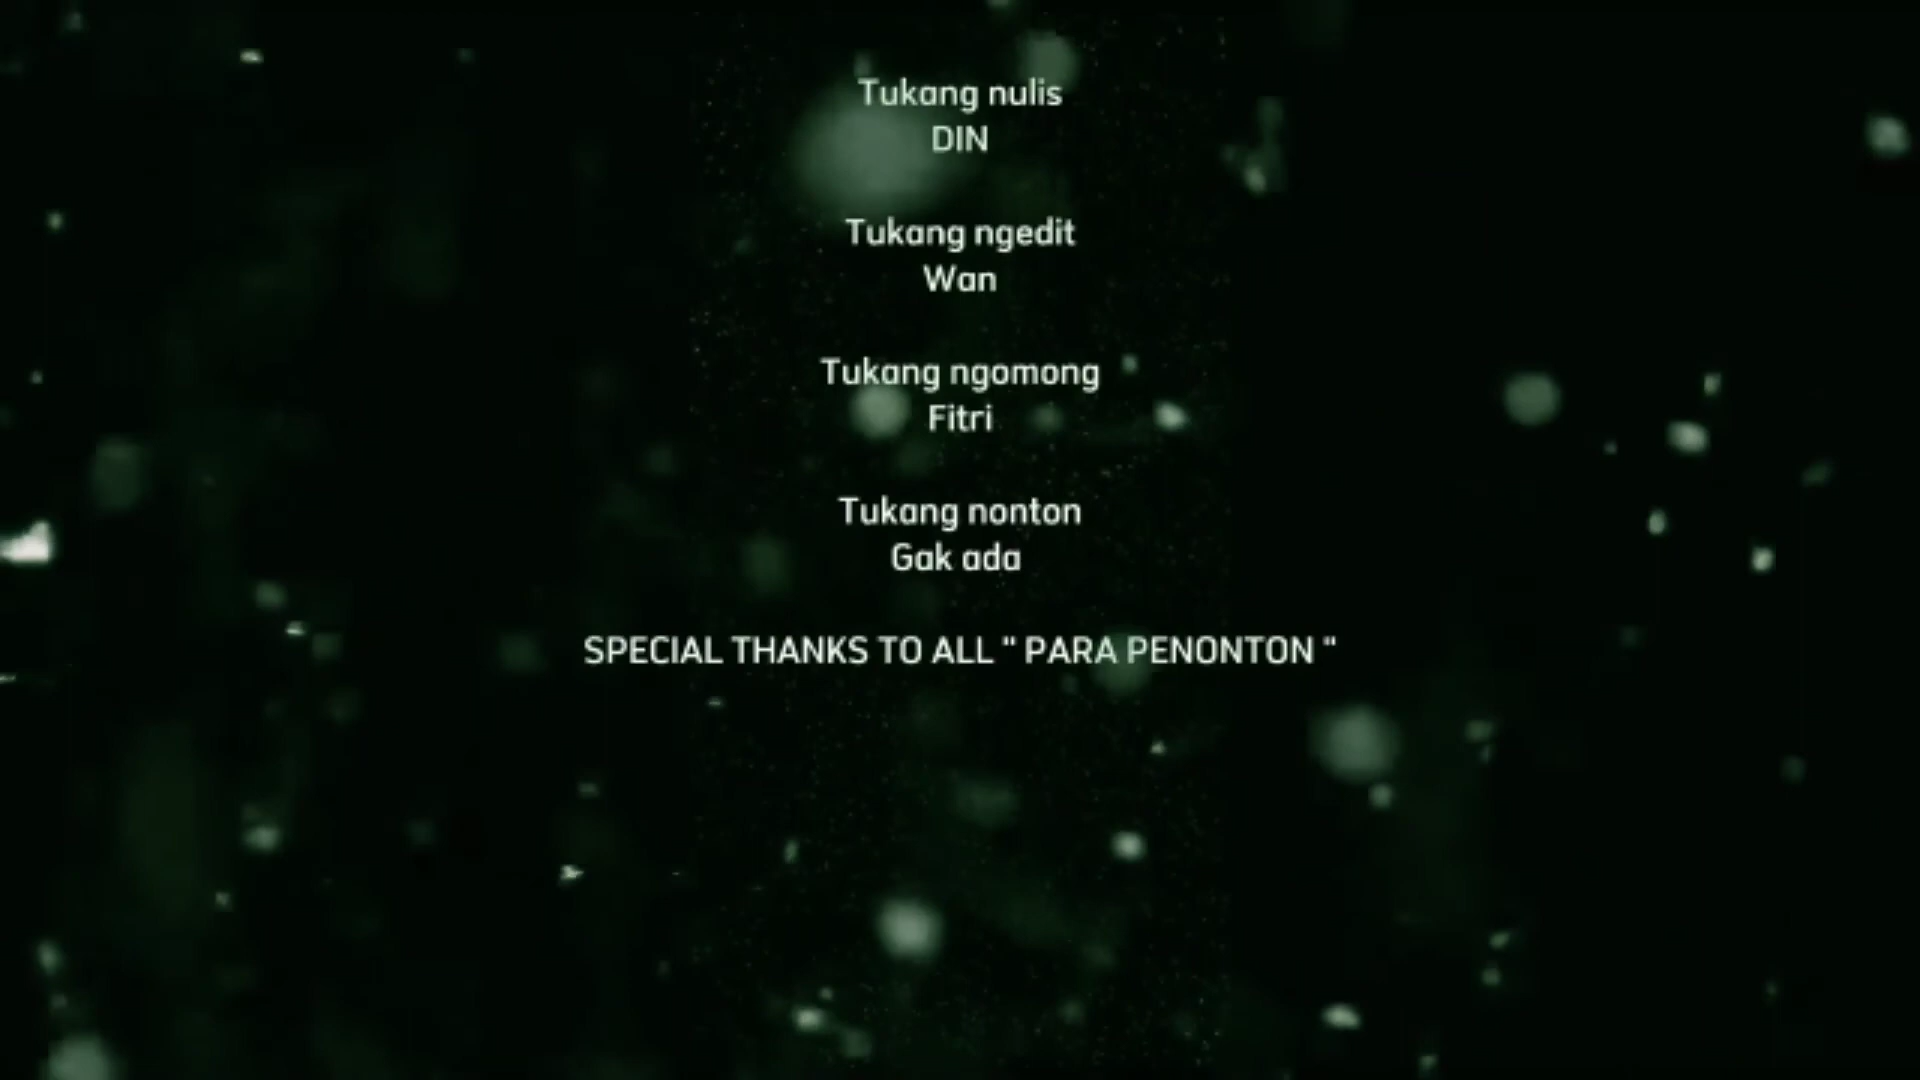 Tukang nulis
DIN
Tukang ngedit
Wan
Tukang ngomong
Fitri
Tukang nonton
Gak ada
SPECIAL THANKS TO ALL " PARA PENONTON "